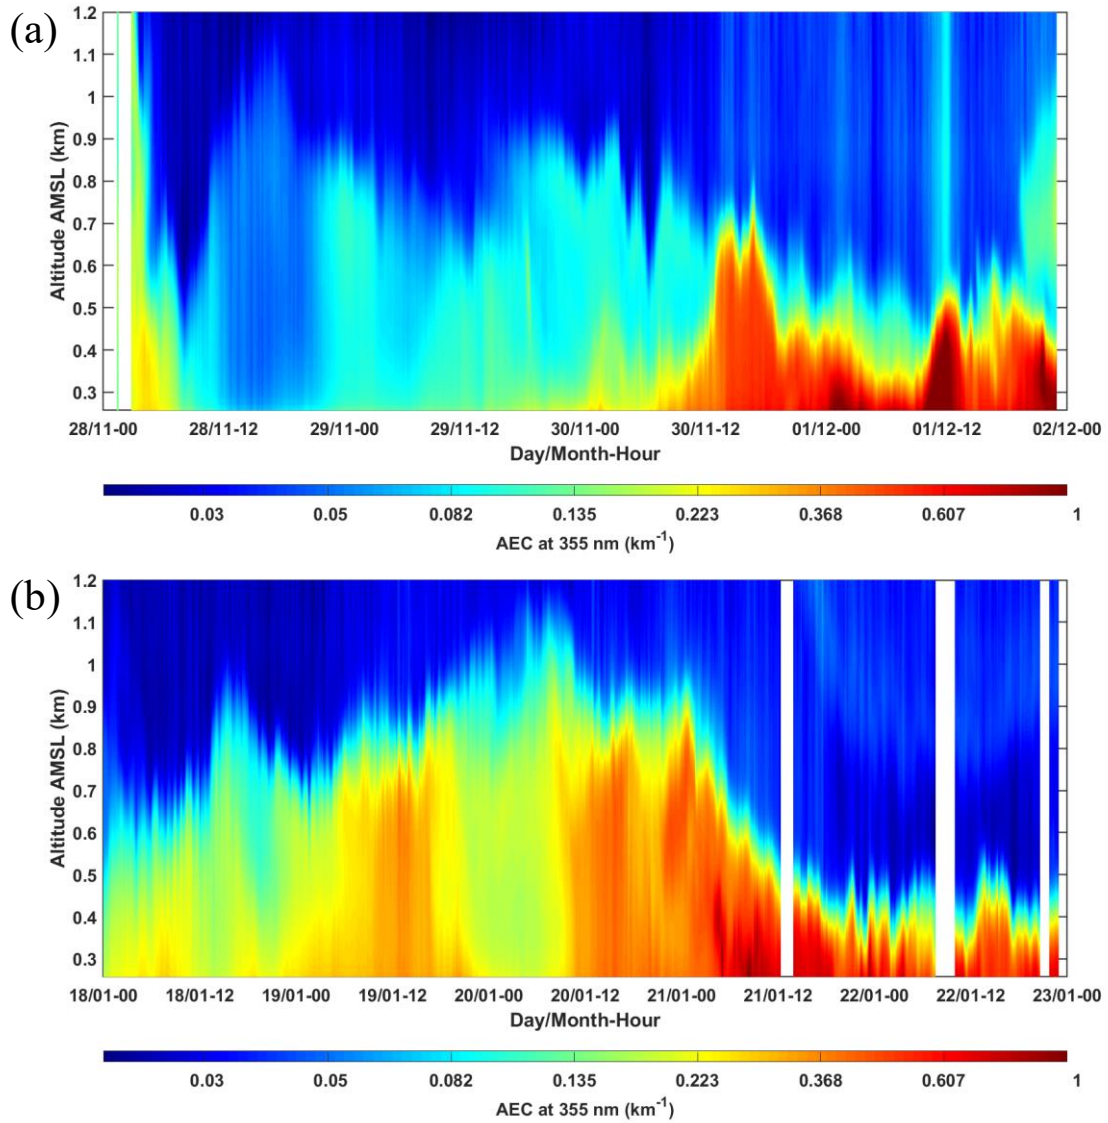 (a)
1.2
1.1
1
0.9
0.8
0.7
0.6
0.5
0.4
0.3
Altitude AMSL (km)
28/11-00 28/11-12 29/11-00 29/11-12 30/11-00 30/11-12 01/12-00 01/12-12 02/12-00
Day/Month-Hour
0.03 0.05 0.082 0.135 0.223 0.368 0.607 1
AEC at 355 nm (km-1)
(b)
1.2
1.1
1
0.9
0.8
0.7
0.6
0.5
0.4
0.3
Altitude AMSL (km)
18/01-00 18/01-12 19/01-00 19/01-12 20/01-00 20/01-12 21/01-00 21/01-12 22/01-00 22/01-12 23/01-00
Day/Month-Hour
0.03 0.05 0.082 0.135 0.223 0.368 0.607 1
AEC at 355 nm (km-1)